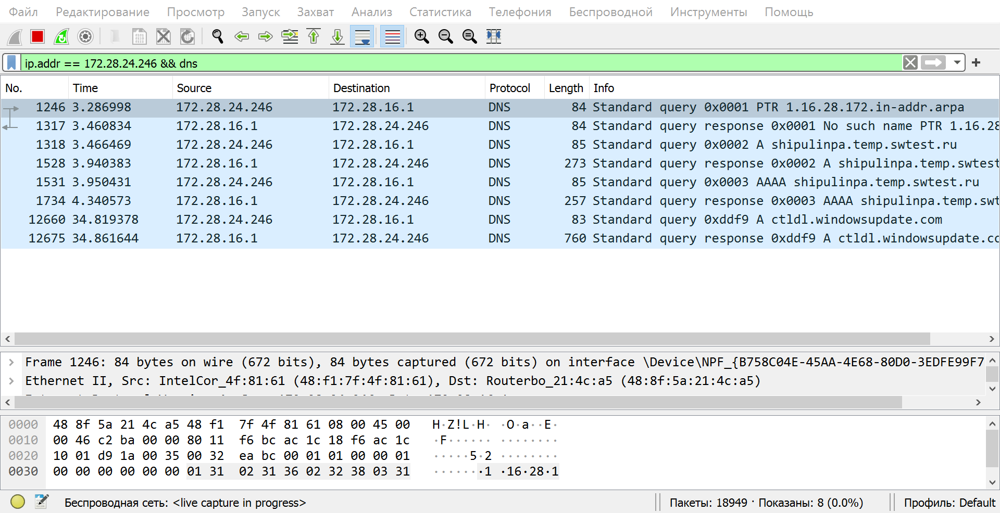 Файл Редактирование Просмотр Запуск Захват Анализ Статистика Телефония Беспроводной Инструменты Помощь
ip.addr == 172.28.24.246 && dns
No. Time Source Destination Protocol Length Info
1246 3.286998 172.28.24.246 172.28.16.1 DNS 84 Standard query 0x0001 PTR 1.16.28.172.in-addr.arpa
1317 3.460834 172.28.16.1 172.28.24.246 DNS 84 Standard query response 0x0001 No such name PTR 1.16.28
1318 3.466469 172.28.24.246 172.28.16.1 DNS 85 Standard query 0x0002 A shipulinpa.temp.swtest.ru
1528 3.940383 172.28.16.1 172.28.24.246 DNS 273 Standard query response 0x0002 A shipulinpa.temp.swtest
1531 3.950431 172.28.24.246 172.28.16.1 DNS 85 Standard query 0x0003 AAAA shipulinpa.temp.swtest.ru
1734 4.340573 172.28.16.1 172.28.24.246 DNS 257 Standard query response 0x0003 AAAA shipulinpa.temp.swt
12660 34.819378 172.28.24.246 172.28.16.1 DNS 83 Standard query 0xddf9 A ctldl.windowsupdate.com
12675 34.861644 172.28.16.1 172.28.24.246 DNS 760 Standard query response 0xddf9 A ctldl.windowsupdate.co
Frame 1246: 84 bytes on wire (672 bits), 84 bytes captured (672 bits) on interface \Device\NPF_{B758C04E-45AA-4E68-80D0-3EDFE99F7
Ethernet II, Src: IntelCor_4f:81:61 (48:f1:7f:4f:81:61), Dst: Routerbo_21:4c:a5 (48:8f:5a:21:4c:a5)
0000 48 8f 5a 21 4c a5 48 f1 7f 4f 81 61 08 00 45 00 H·Z!L·H· ·O·a··E·
0010 00 46 c2 ba 00 00 80 11 f6 bc ac 1c 18 f6 ac 1c ·F······ ········
0020 10 01 d9 1a 00 35 00 32 ea bc 00 01 01 00 00 01 ·····5·2 ········
0030 00 00 00 00 00 00 01 31 02 31 36 02 32 38 03 31 ·······1 ·16·28·1
Беспроводная сеть: <live capture in progress> Пакеты: 18949 · Показаны: 8 (0.0%) Профиль: Default